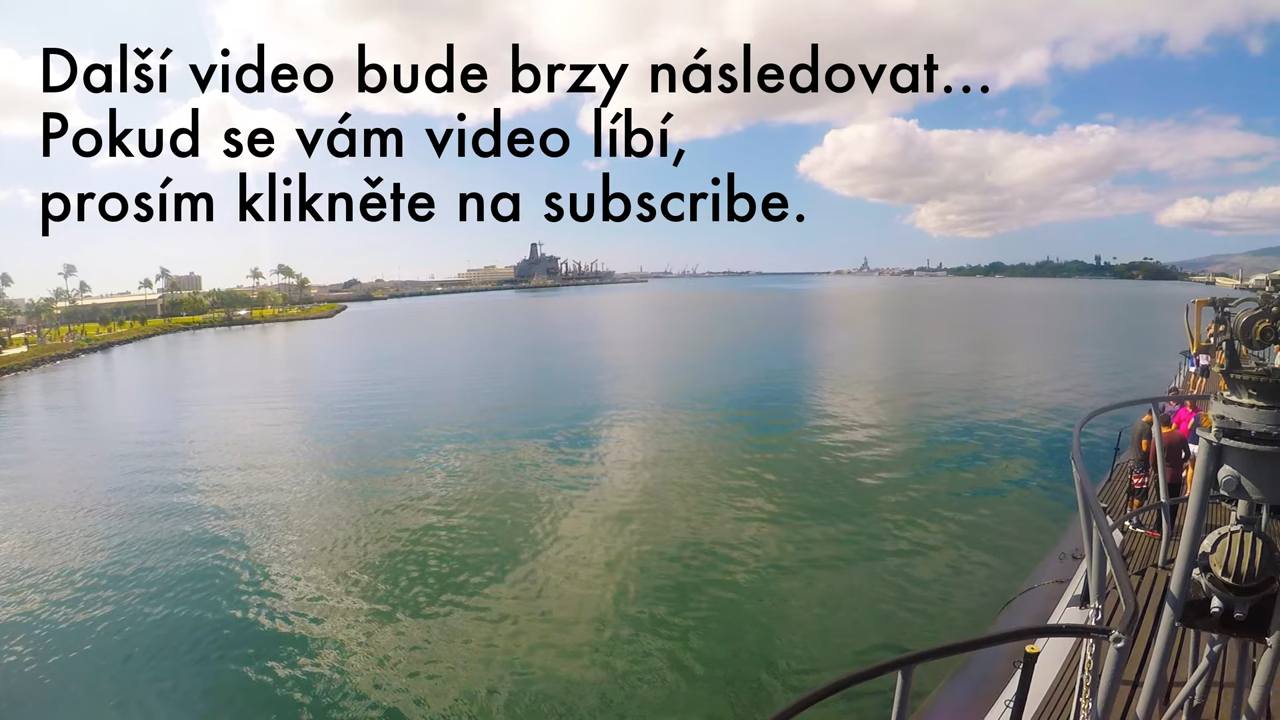 Další video bude brzy následovat...
Pokud se vám video líbí,
prosím klikněte na subscribe.